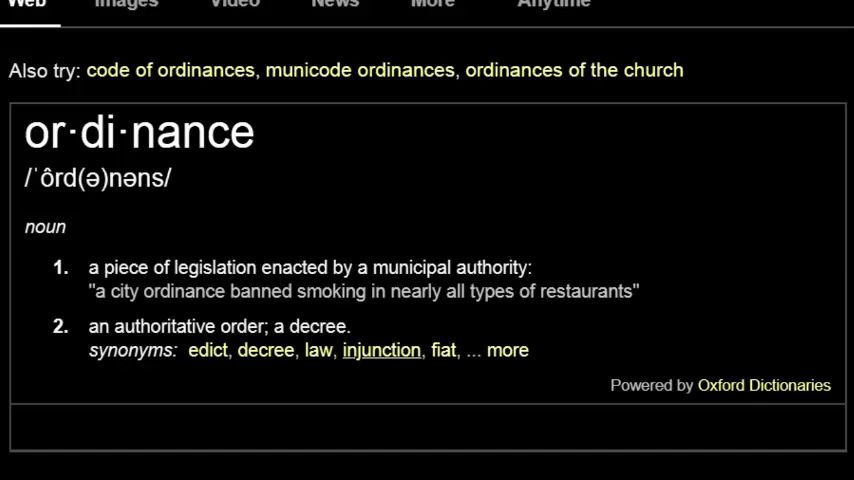 Web Images Video News More Anytime
Also try: code of ordinances, municode ordinances, ordinances of the church
or·di·nance
/ˈôrd(ə)nəns/
noun
1. a piece of legislation enacted by a municipal authority:
"a city ordinance banned smoking in nearly all types of restaurants"
2. an authoritative order; a decree.
synonyms: edict, decree, law, injunction, fiat, ... more
Powered by Oxford Dictionaries